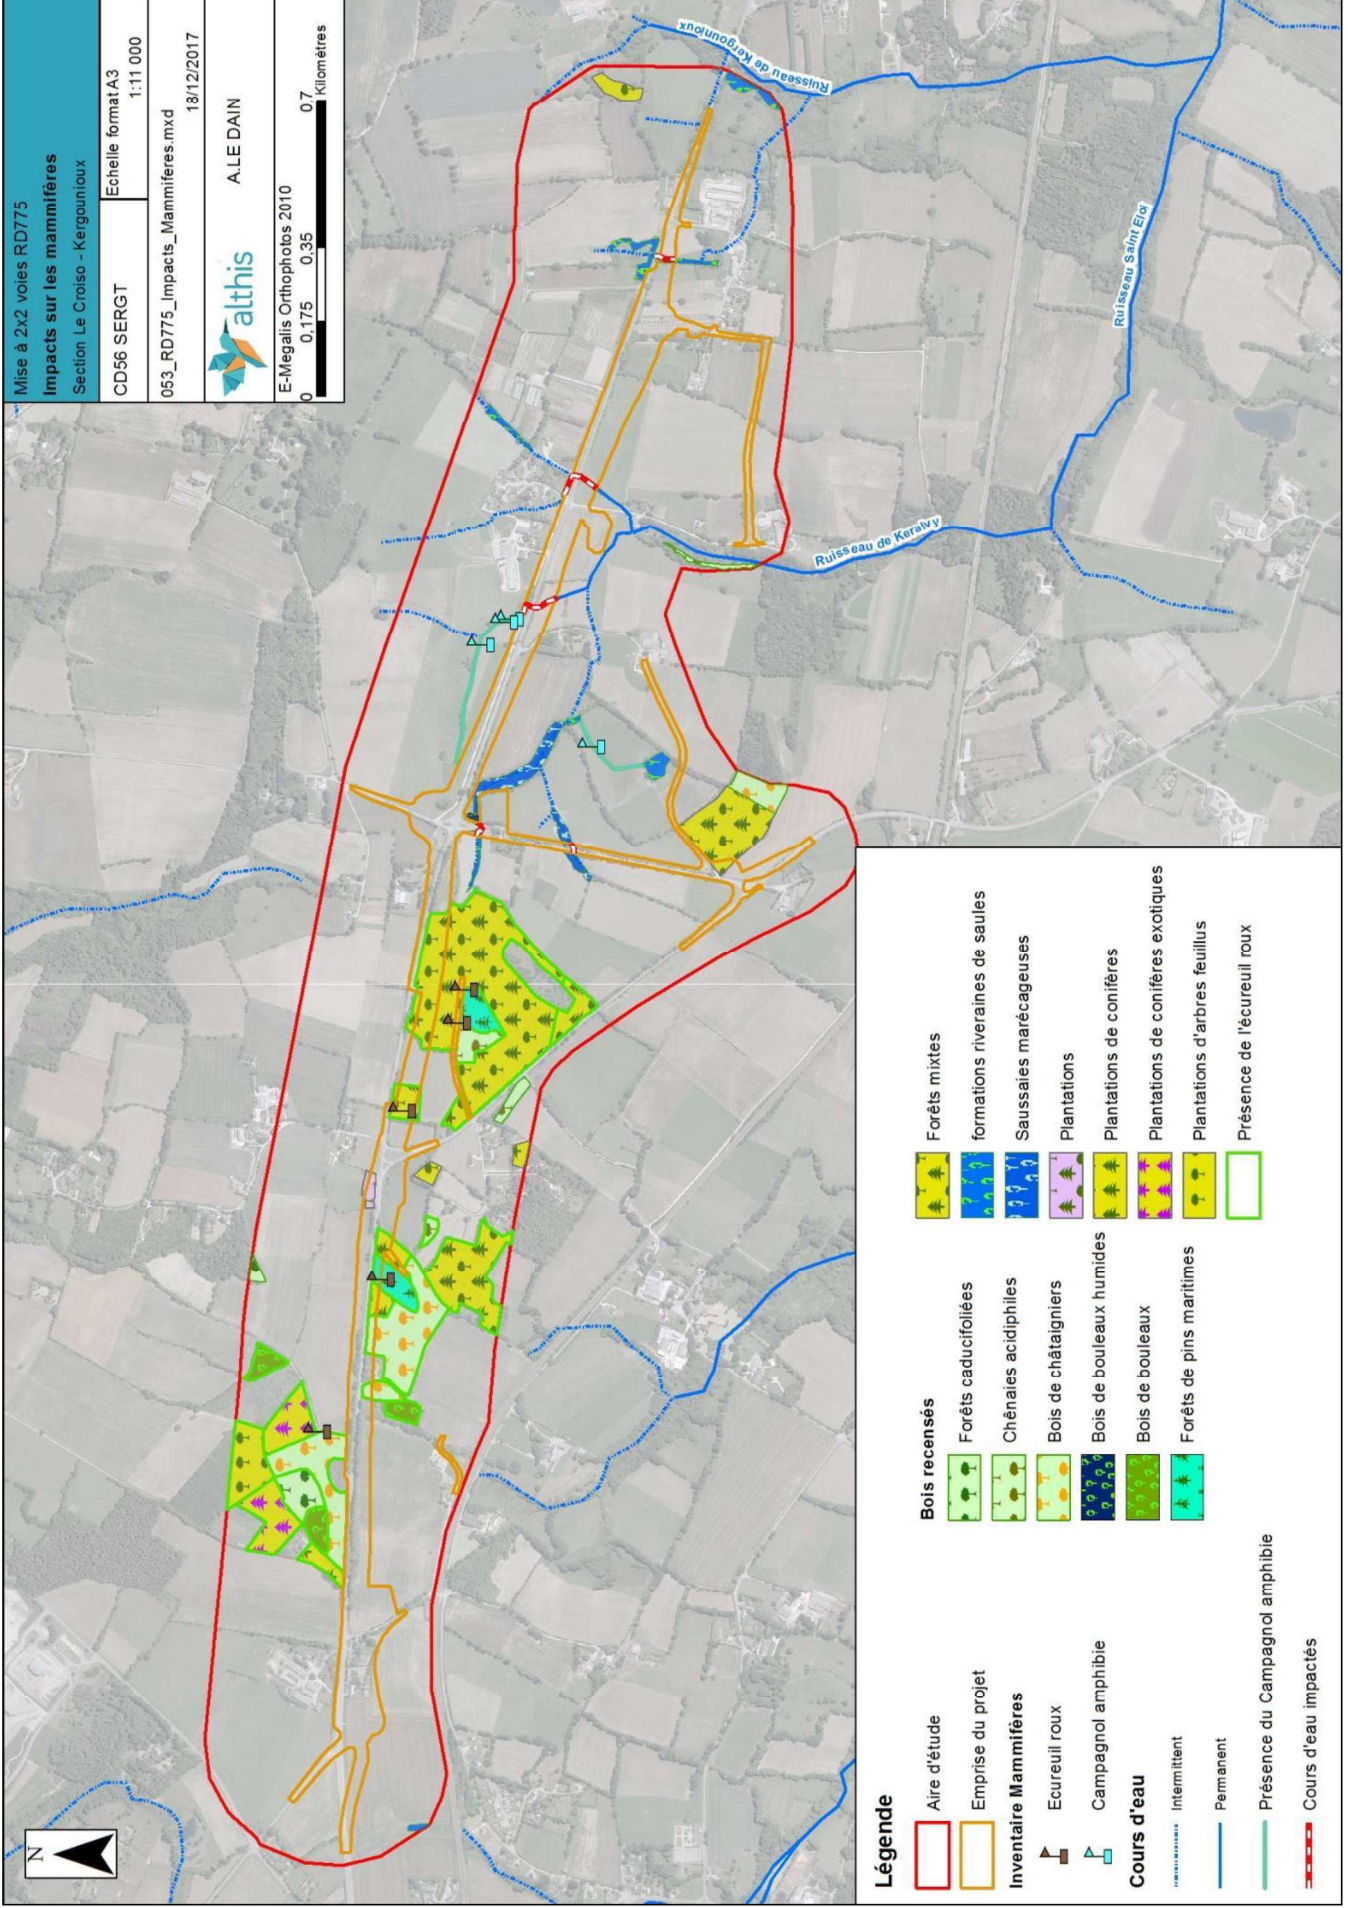 Mise à 2x2 voies RD775
Impacts sur les mammifères
Section Le Croiso - Kergounioux
CD56 SERGT
Echelle format A3
1:11 000
053_RD775_Impacts_Mammiferes.mxd
18/12/2017
althis
A.LE DAIN
E-Megalis Orthophotos 2010
0 0,175 0,35 0,7
Kilomètres
N
Ruisseau de Kergounioux
Ruisseau Saint Eloi
Ruisseau de Keralvy
Légende
Aire d'étude
Emprise du projet
Inventaire Mammifères
Ecureuil roux
Campagnol amphibie
Cours d'eau
Intermittent
Permanent
Présence du Campagnol amphibie
Cours d'eau impactés
Bois recensés
Forêts caducifoliées
Chênaies acidiphiles
Bois de châtaigniers
Bois de bouleaux humides
Bois de bouleaux
Forêts de pins maritimes
Forêts mixtes
formations riveraines de saules
Saussaies marécageuses
Plantations
Plantations de conifères
Plantations de conifères exotiques
Plantations d'arbres feuillus
Présence de l'écureuil roux